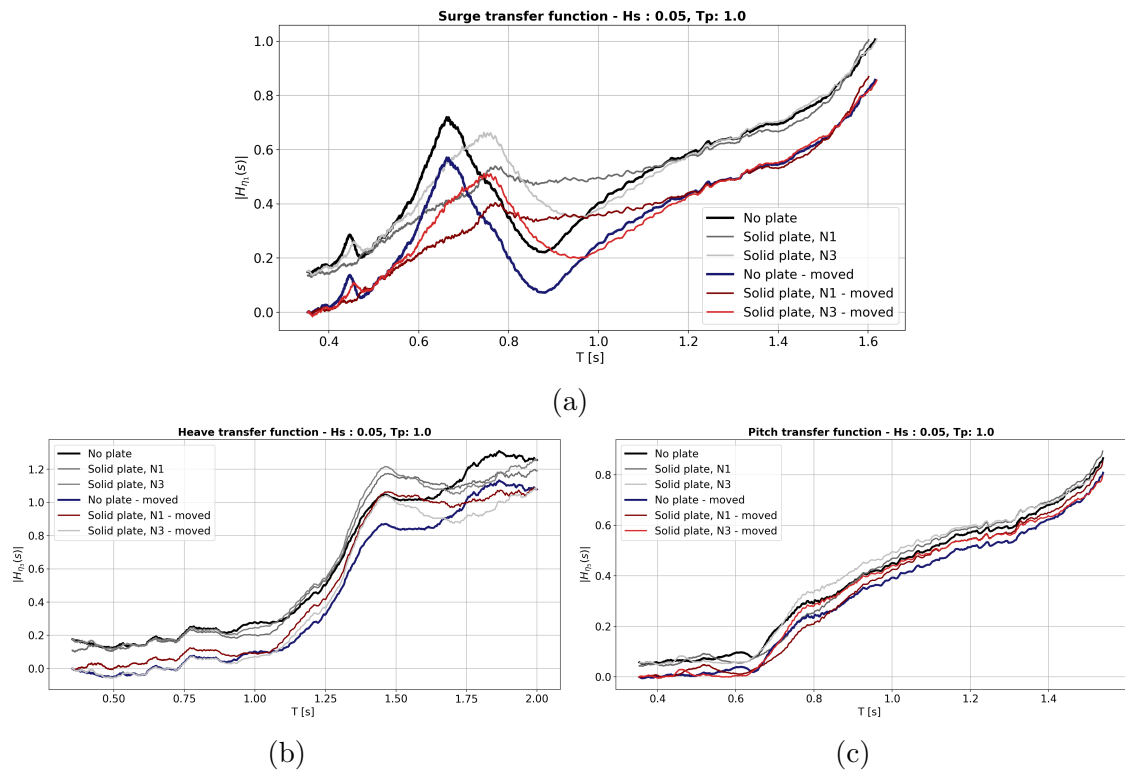 Surge transfer function - Hs : 0.05, Tp: 1.0
1.0
0.8
0.6
0.4
0.2
0.0
|Hη₁(s)|
No plate
Solid plate, N1
Solid plate, N3
No plate - moved
Solid plate, N1 - moved
Solid plate, N3 - moved
0.4 0.6 0.8 1.0 1.2 1.4 1.6
T [s]
(a)
Heave transfer function - Hs : 0.05, Tp: 1.0
No plate
Solid plate, N1
Solid plate, N3
No plate - moved
Solid plate, N1 - moved
Solid plate, N3 - moved
1.2
1.0
0.8
0.6
0.4
0.2
0.0
|Hη₃(s)|
0.50 0.75 1.00 1.25 1.50 1.75 2.00
T [s]
(b)
Pitch transfer function - Hs : 0.05, Tp: 1.0
No plate
Solid plate, N1
Solid plate, N3
No plate - moved
Solid plate, N1 - moved
Solid plate, N3 - moved
0.8
0.6
0.4
0.2
0.0
|Hη₅(s)|
0.4 0.6 0.8 1.0 1.2 1.4
T [s]
(c)